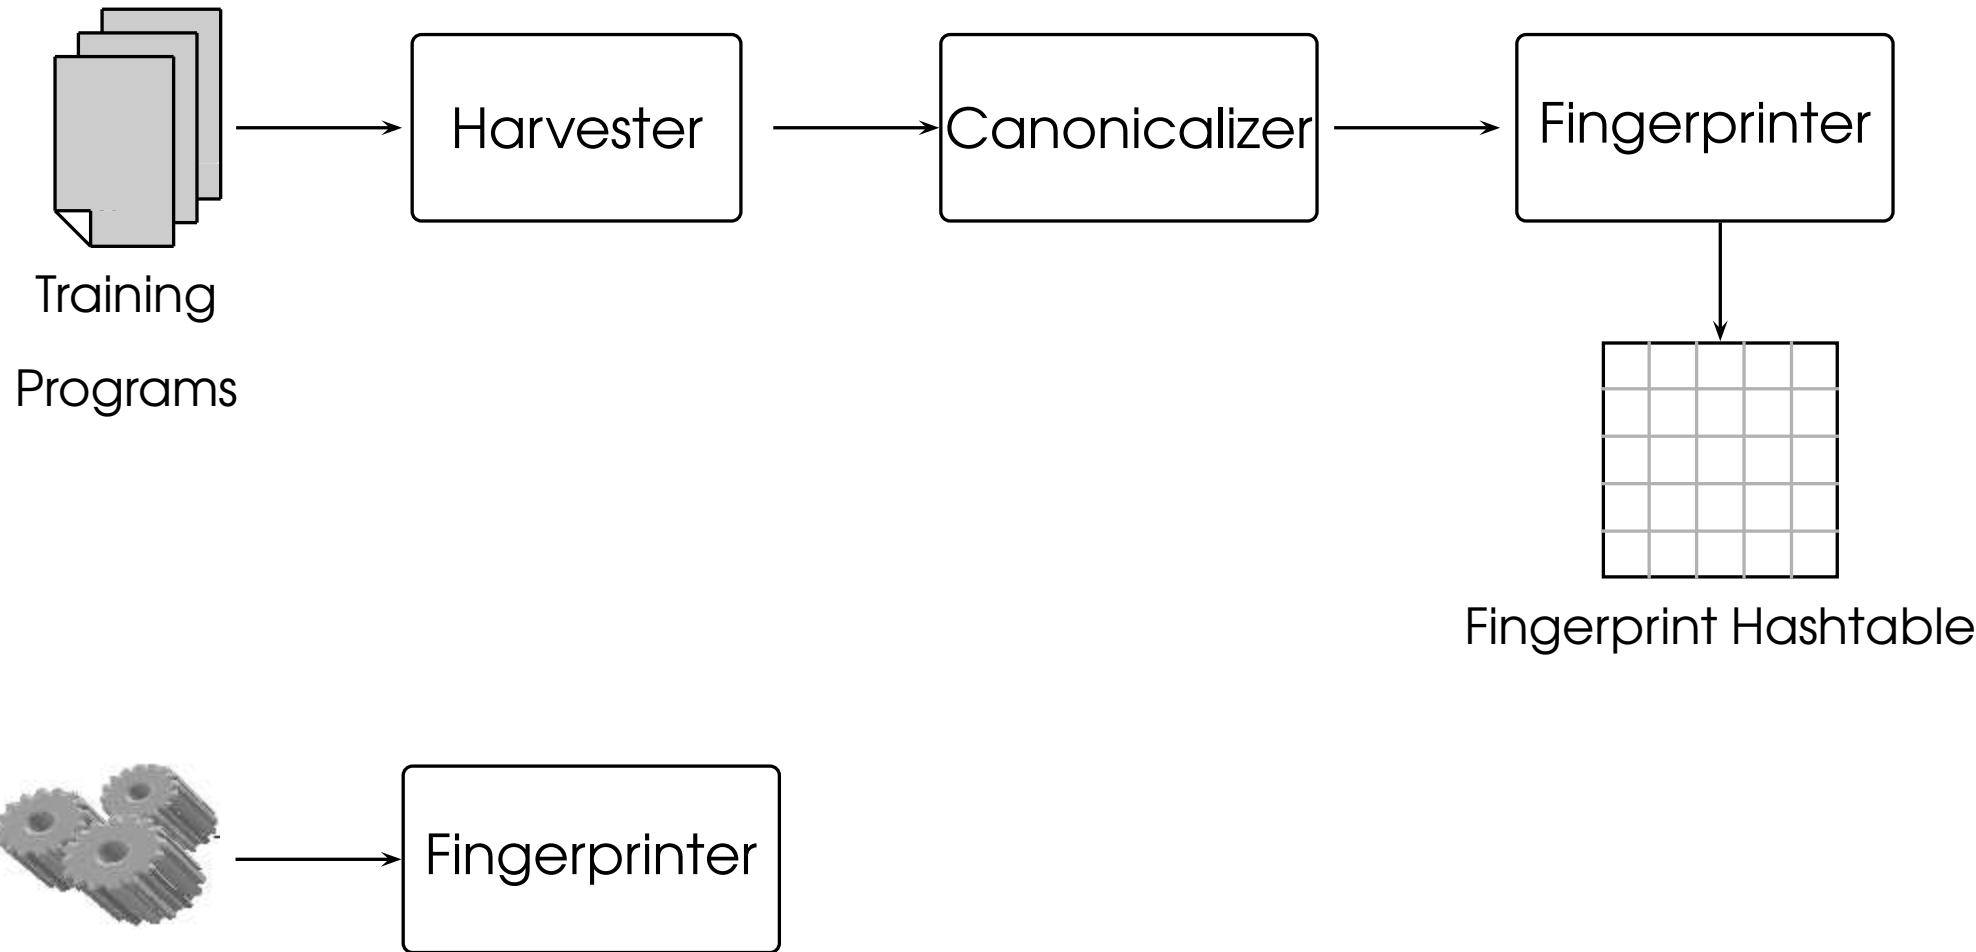 Harvester
Canonicalizer
Fingerprinter
Training
Programs
Fingerprint Hashtable
Fingerprinter